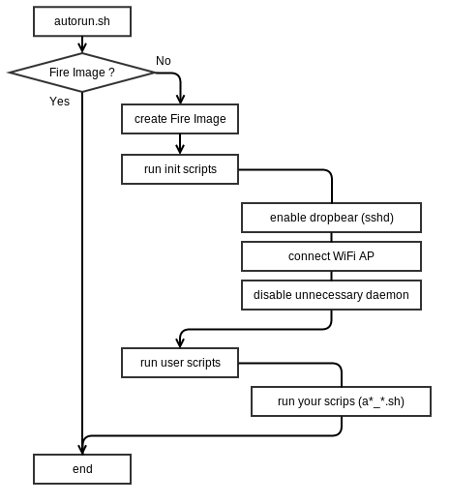 autorun.sh
Fire Image ?
No
Yes
create Fire Image
run init scripts
enable dropbear (sshd)
connect WiFi AP
disable unnecessary daemon
run user scripts
run your scrips (a*_*.sh)
end